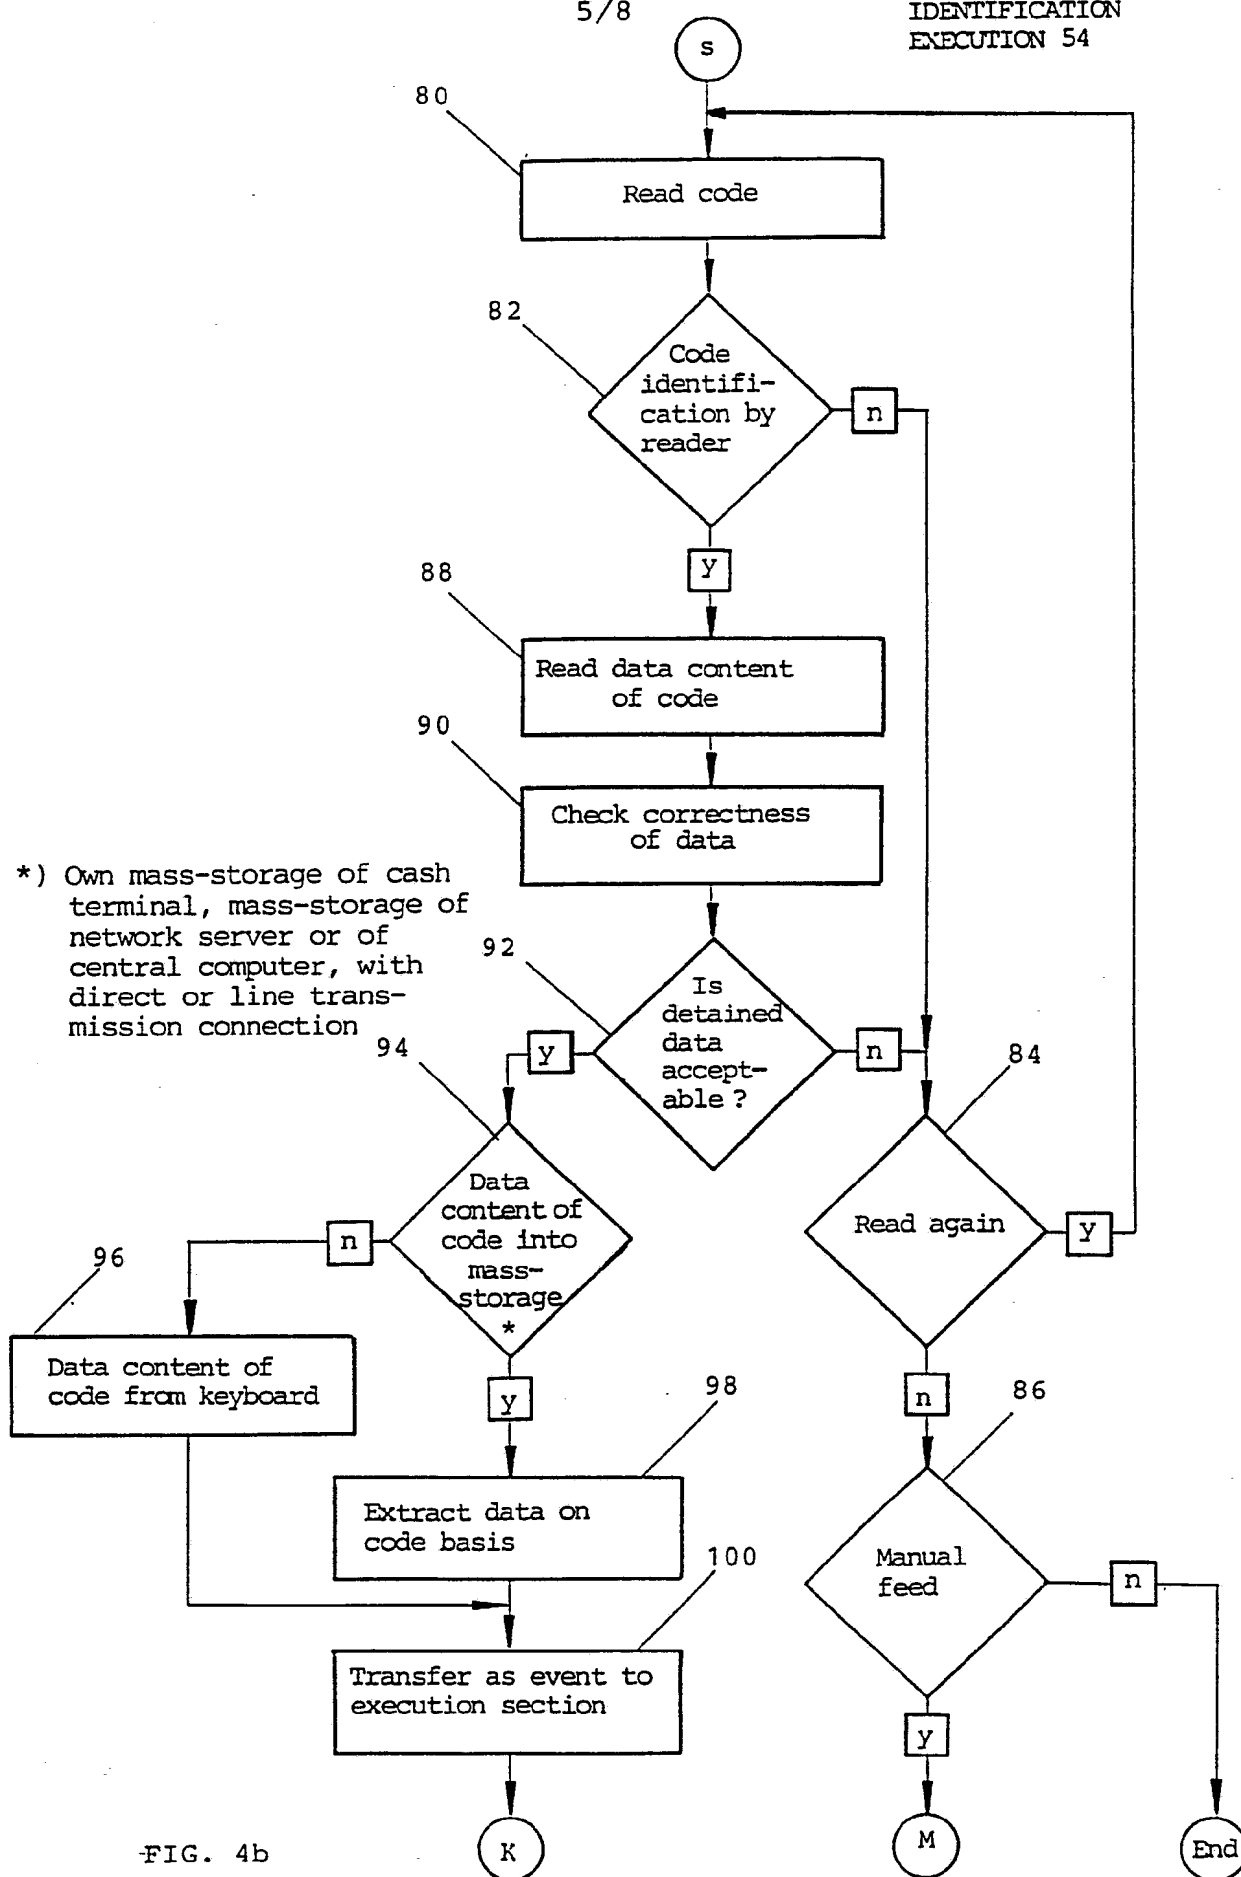 5/8
IDENTIFICATION
EXECUTION 54
s
80
Read code
82
Code
identifi-
cation by
reader
n
y
88
Read data content
of code
90
Check correctness
of data
*) Own mass-storage of cash
terminal, mass-storage of
network server or of
central computer, with
direct or line trans-
mission connection
92
Is
detained
data
accept-
able ?
y
n
94
84
Data
content of
code into
mass-
storage
*
n
Read again
y
96
Data content of
code from keyboard
y
98
n
86
Extract data on
code basis
100
Manual
feed
n
Transfer as event to
execution section
y
K
M
End
FIG. 4b